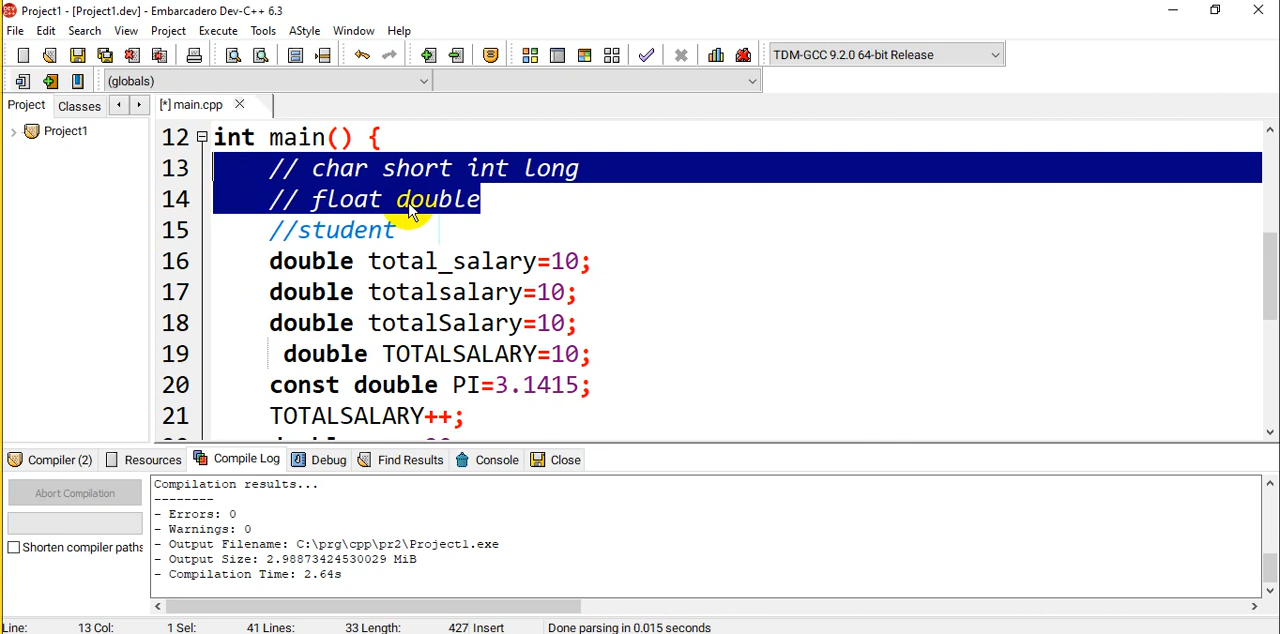 Project1 - [Project1.dev] - Embarcadero Dev-C++ 6.3
File Edit Search View Project Execute Tools AStyle Window Help
TDM-GCC 9.2.0 64-bit Release
(globals)
Project Classes [*] main.cpp
Project1
12 int main() {
13 // char short int long
14 // float double
15 //student
16 double total_salary=10;
17 double totalsalary=10;
18 double totalSalary=10;
19 double TOTALSALARY=10;
20 const double PI=3.1415;
21 TOTALSALARY++;
Compiler (2) Resources Compile Log Debug Find Results Console Close
Abort Compilation
Shorten compiler paths
Compilation results...
--------
- Errors: 0
- Warnings: 0
- Output Filename: C:\prg\cpp\pr2\Project1.exe
- Output Size: 2.98873424530029 MiB
- Compilation Time: 2.64s
Line: 13 Col: 1 Sel: 41 Lines: 33 Length: 427 Insert Done parsing in 0.015 seconds